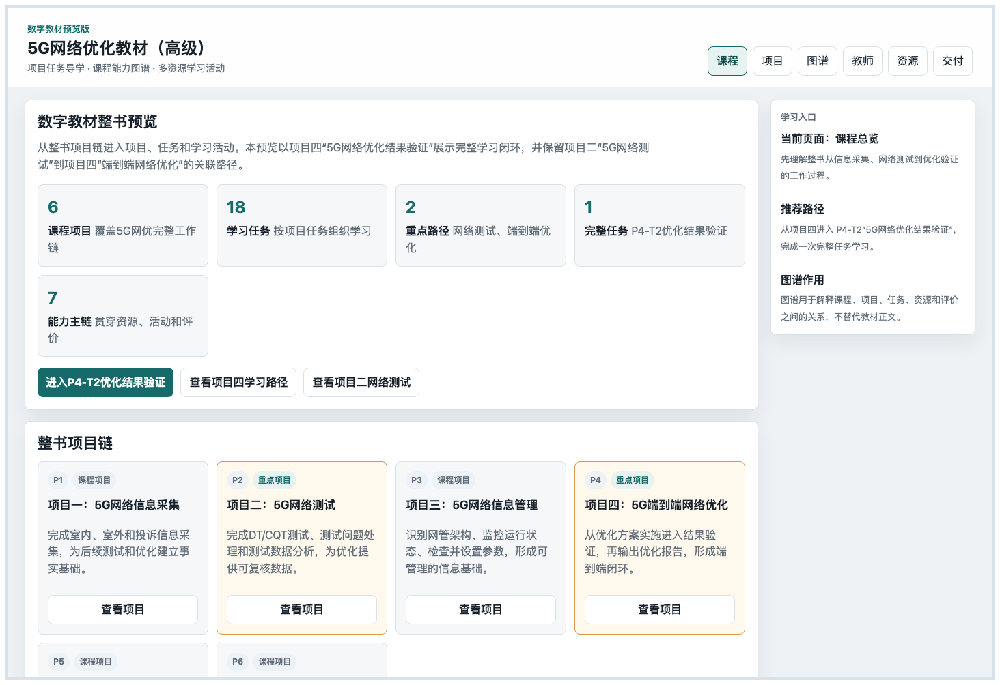 数字教材预览版
5G网络优化教材（高级）
项目任务导学 · 课程能力图谱 · 多资源学习活动
课程
项目
图谱
教师
资源
交付
数字教材整书预览
从整书项目链进入项目、任务和学习活动。本预览以项目四“5G网络优化结果验证”展示完整学习闭环，并保留项目二“5G网络测
试”到项目四“端到端网络优化”的关联路径。
6
课程项目 覆盖5G网优完整工作
链
18
学习任务 按项目任务组织学习
2
重点路径 网络测试、端到端优
化
1
完整任务 P4-T2优化结果验证
7
能力主链 贯穿资源、活动和评
价
进入P4-T2优化结果验证
查看项目四学习路径
查看项目二网络测试
整书项目链
P1 课程项目
项目一：5G网络信息采集
完成室内、室外和投诉信息采
集，为后续测试和优化建立事
实基础。
查看项目
P2 重点项目
项目二：5G网络测试
完成DT/CQT测试、测试问题处
理和测试数据分析，为优化提
供可复核数据。
查看项目
P3 课程项目
项目三：5G网络信息管理
识别网管架构、监控运行状
态、检查并设置参数，形成可
管理的信息基础。
查看项目
P4 重点项目
项目四：5G端到端网络优化
从优化方案实施进入结果验
证，再输出优化报告，形成端
到端闭环。
查看项目
P5 课程项目
P6 课程项目
学习入口
当前页面：课程总览
先理解整书从信息采集、网络测试到优化验证
的工作过程。
推荐路径
从项目四进入 P4-T2“5G网络优化结果验证”，
完成一次完整任务学习。
图谱作用
图谱用于解释课程、项目、任务、资源和评价
之间的关系，不替代教材正文。